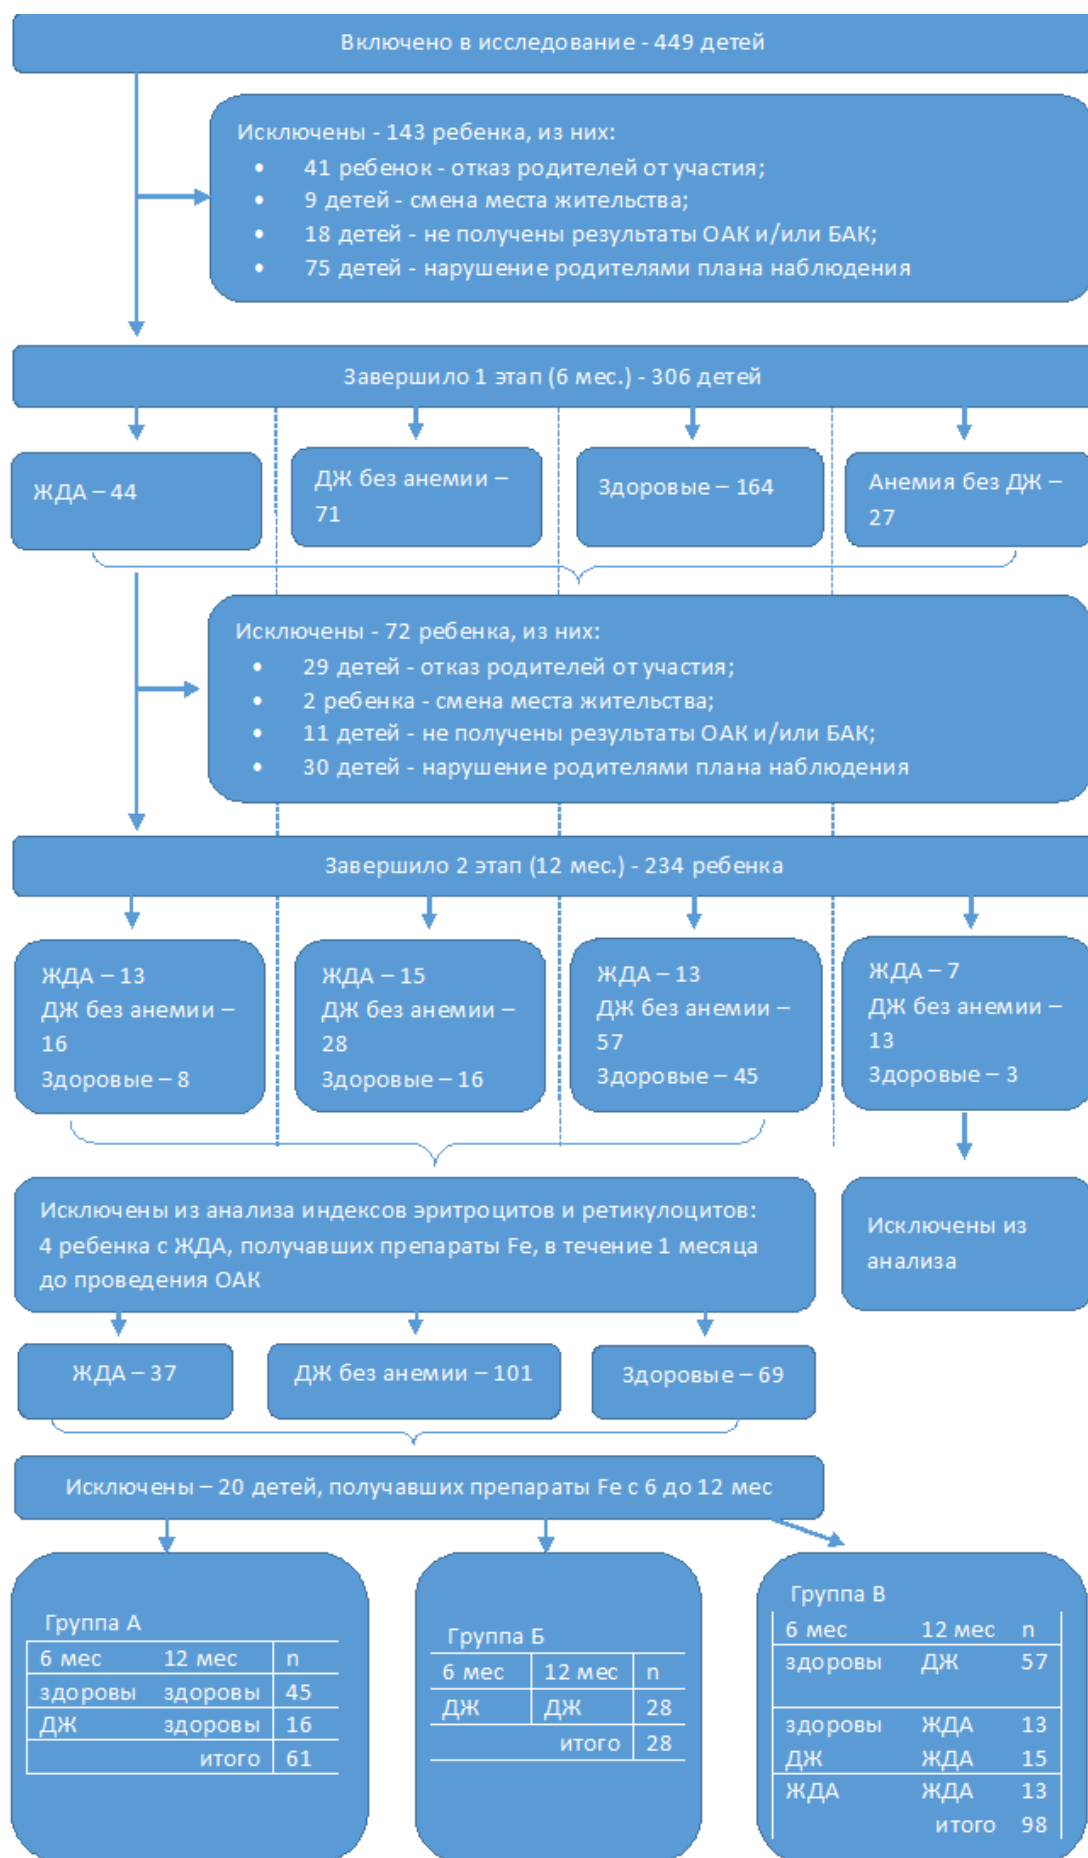 Включено в исследование - 449 детей
Исключены - 143 ребенка, из них:
• 41 ребенок - отказ родителей от участия;
• 9 детей - смена места жительства;
• 18 детей - не получены результаты ОАК и/или БАК;
• 75 детей - нарушение родителями плана наблюдения
Завершило 1 этап (6 мес.) - 306 детей
ЖДА – 44
ДЖ без анемии –
71
Здоровые – 164
Анемия без ДЖ –
27
Исключены - 72 ребенка, из них:
• 29 детей - отказ родителей от участия;
• 2 ребенка - смена места жительства;
• 11 детей - не получены результаты ОАК и/или БАК;
• 30 детей - нарушение родителями плана наблюдения
Завершило 2 этап (12 мес.) - 234 ребенка
ЖДА – 13
ДЖ без анемии –
16
Здоровые – 8
ЖДА – 15
ДЖ без анемии –
28
Здоровые – 16
ЖДА – 13
ДЖ без анемии –
57
Здоровые – 45
ЖДА – 7
ДЖ без анемии –
13
Здоровые – 3
Исключены из анализа индексов эритроцитов и ретикулоцитов:
4 ребенка с ЖДА, получавших препараты Fe, в течение 1 месяца
до проведения ОАК
Исключены из
анализа
ЖДА – 37
ДЖ без анемии – 101
Здоровые – 69
Исключены – 20 детей, получавших препараты Fe с 6 до 12 мес
Группа А
6 мес 12 мес n
здоровы здоровы 45
ДЖ здоровы 16
итого 61
Группа Б
6 мес 12 мес n
ДЖ ДЖ 28
итого 28
Группа В
6 мес 12 мес n
здоровы ДЖ 57
здоровы ЖДА 13
ДЖ ЖДА 15
ЖДА ЖДА 13
итого 98